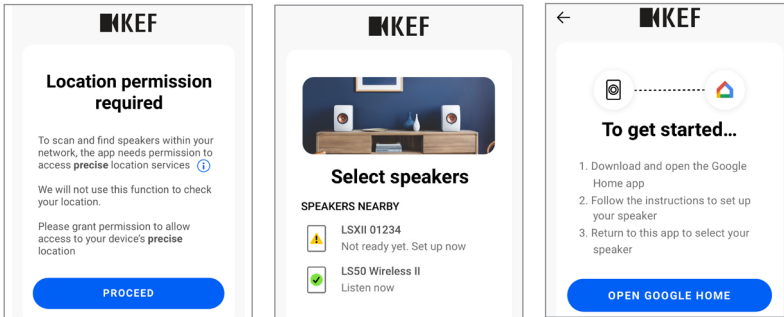 KEF
Location permission
required
To scan and find speakers within your
network, the app needs permission to
access precise location services
We will not use this function to check
your location.
Please grant permission to allow
access to your device's precise
location
PROCEED
KEF
Select speakers
SPEAKERS NEARBY
LSXII 01234
Not ready yet. Set up now
LS50 Wireless II
Listen now
KEF
To get started...
1. Download and open the Google
Home app
2. Follow the instructions to set up
your speaker
3. Return to this app to select your
speaker
OPEN GOOGLE HOME